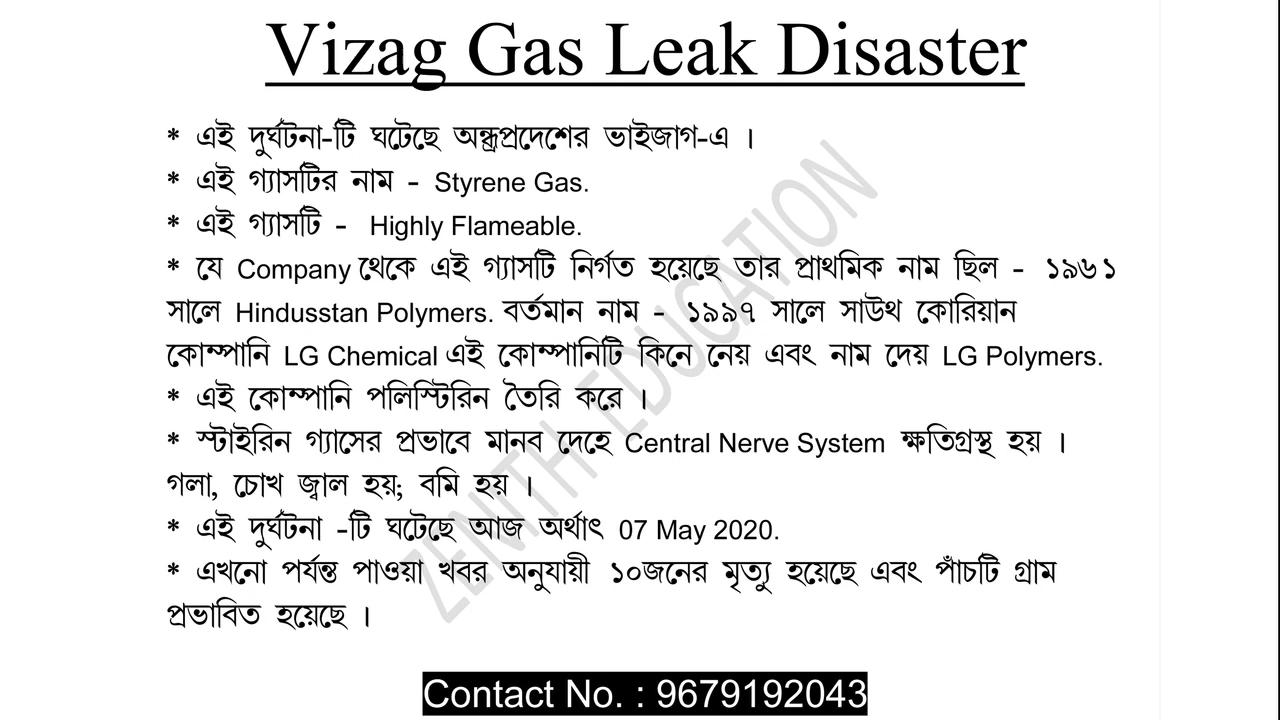 Vizag Gas Leak Disaster
* এই দুর্ঘটনা-টি ঘটেছে অন্ধ্রপ্রদেশের ভাইজাগ-এ ।
* এই গ্যাসটির নাম - Styrene Gas.
* এই গ্যাসটি - Highly Flameable.
* যে Company থেকে এই গ্যাসটি নির্গত হয়েছে তার প্রাথমিক নাম ছিল - ১৯৬১
সালে Hindusstan Polymers. বর্তমান নাম - ১৯৯৭ সালে সাউথ কোরিয়ান
কোম্পানি LG Chemical এই কোম্পানিটি কিনে নেয় এবং নাম দেয় LG Polymers.
* এই কোম্পানি পলিস্টিরিন তৈরি করে ।
* স্টাইরিন গ্যাসের প্রভাবে মানব দেহে Central Nerve System ক্ষতিগ্রস্থ হয় ।
গলা, চোখ জ্বাল হয়; বমি হয় ।
* এই দুর্ঘটনা -টি ঘটেছে আজ অর্থাৎ 07 May 2020.
* এখনো পর্যন্ত পাওয়া খবর অনুযায়ী ১০জনের মৃত্যু হয়েছে এবং পাঁচটি গ্রাম
প্রভাবিত হয়েছে ।
ZENITH EDUCATION
Contact No. : 9679192043